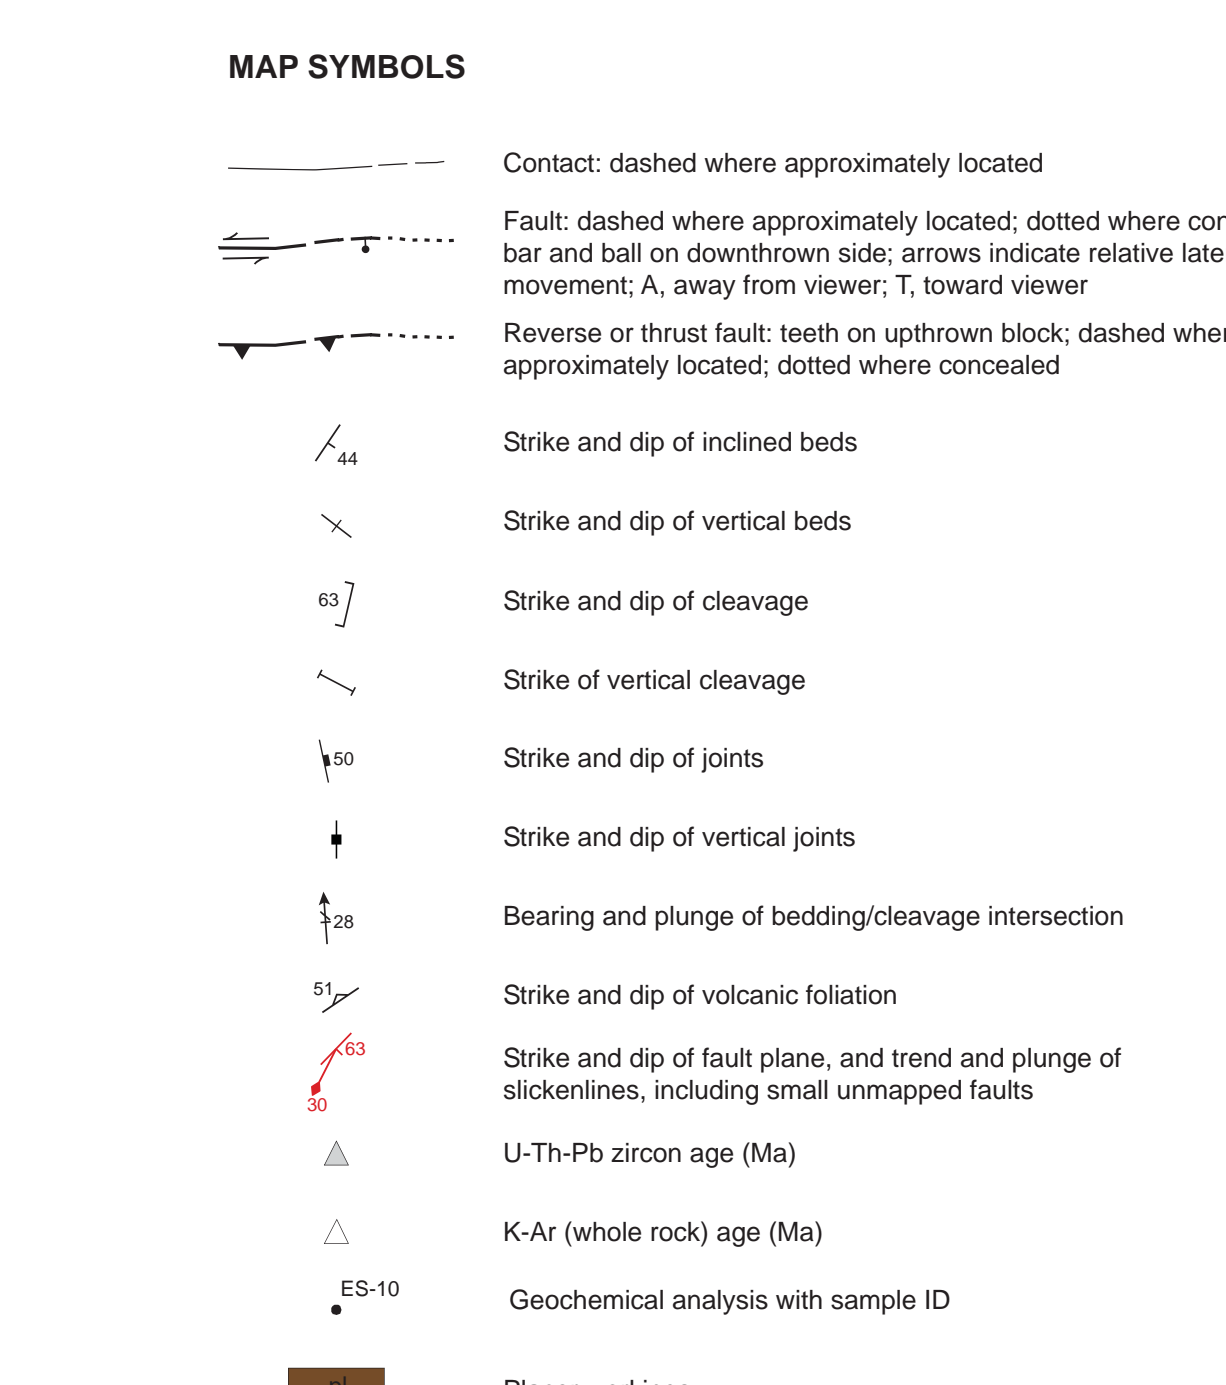 MAP SYMBOLS
Contact: dashed where approximately located
Fault: dashed where approximately located; dotted where
bar and ball on downthrown side; arrows indicate relative
movement; A, away from viewer; T, toward viewer
Reverse or thrust fault: teeth on upthrown block; dashed
approximately located; dotted where concealed
44
Strike and dip of inclined beds
Strike and dip of vertical beds
63
Strike and dip of cleavage
Strike of vertical cleavage
50
Strike and dip of joints
Strike and dip of vertical joints
28
Bearing and plunge of bedding/cleavage intersection
51
Strike and dip of volcanic foliation
63
30
Strike and dip of fault plane, and trend and plunge of
slickenlines, including small unmapped faults
U-Th-Pb zircon age (Ma)
K-Ar (whole rock) age (Ma)
ES-10
Geochemical analysis with sample ID